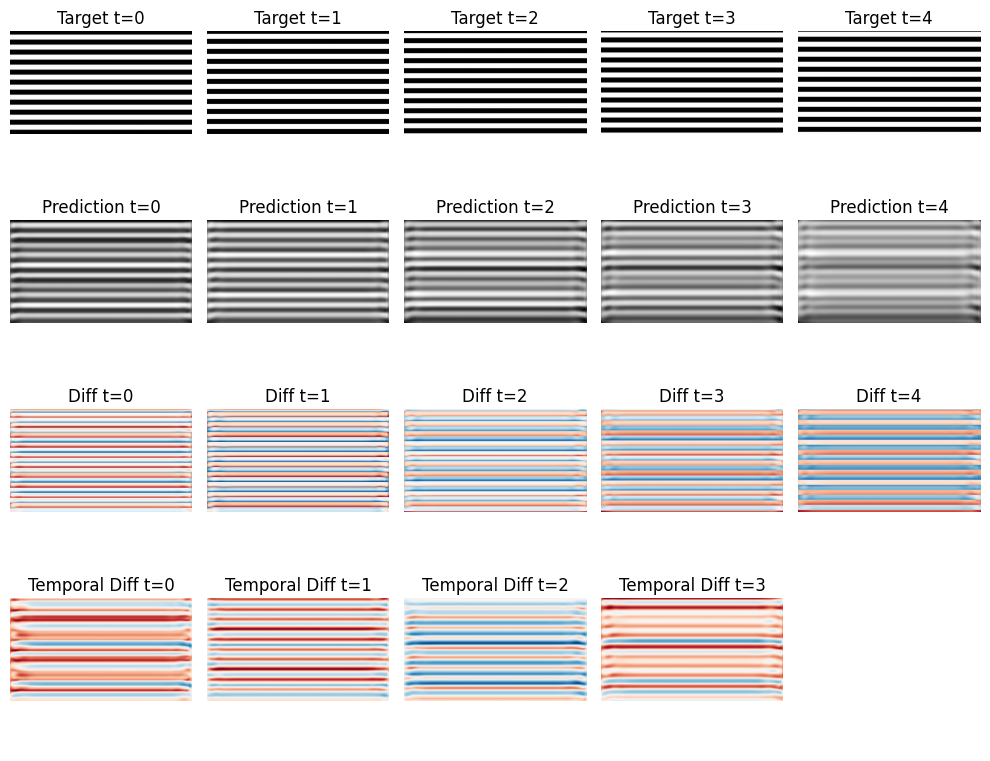 Target t=0 Target t=1 Target t=2 Target t=3 Target t=4
Prediction t=0 Prediction t=1 Prediction t=2 Prediction t=3 Prediction t=4
Diff t=0 Diff t=1 Diff t=2 Diff t=3 Diff t=4
Temporal Diff t=0 Temporal Diff t=1 Temporal Diff t=2 Temporal Diff t=3